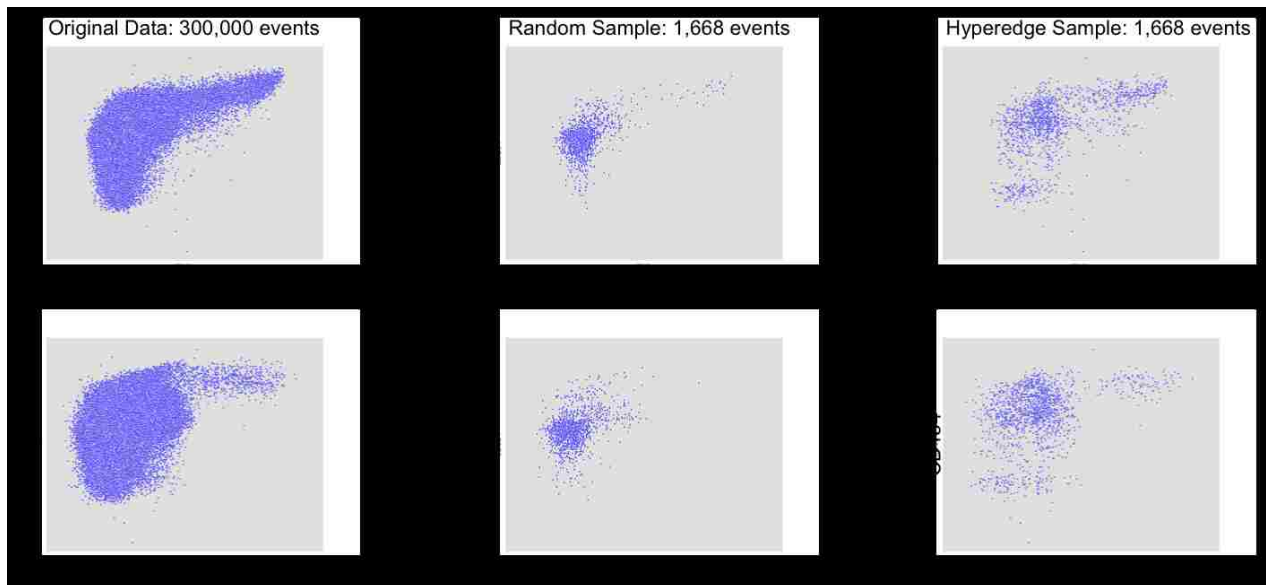 Original Data: 300,000 events
Random Sample: 1,668 events
Hyperedge Sample: 1,668 events